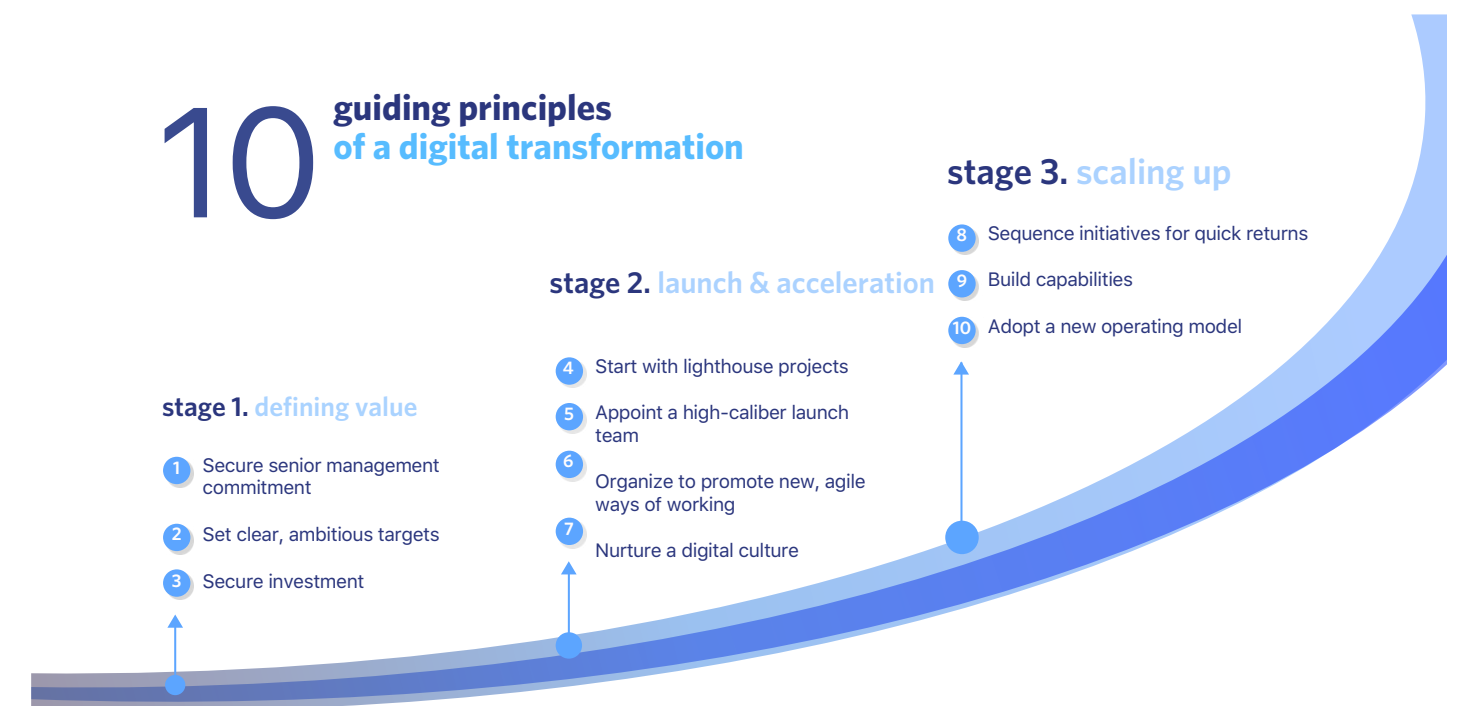 10
guiding principles
of a digital transformation
stage 1. defining value
1 Secure senior management
commitment
2 Set clear, ambitious targets
3 Secure investment
stage 2. launch & acceleration
4 Start with lighthouse projects
5 Appoint a high-caliber launch
team
6 Organize to promote new, agile
ways of working
7 Nurture a digital culture
stage 3. scaling up
8 Sequence initiatives for quick returns
9 Build capabilities
10 Adopt a new operating model